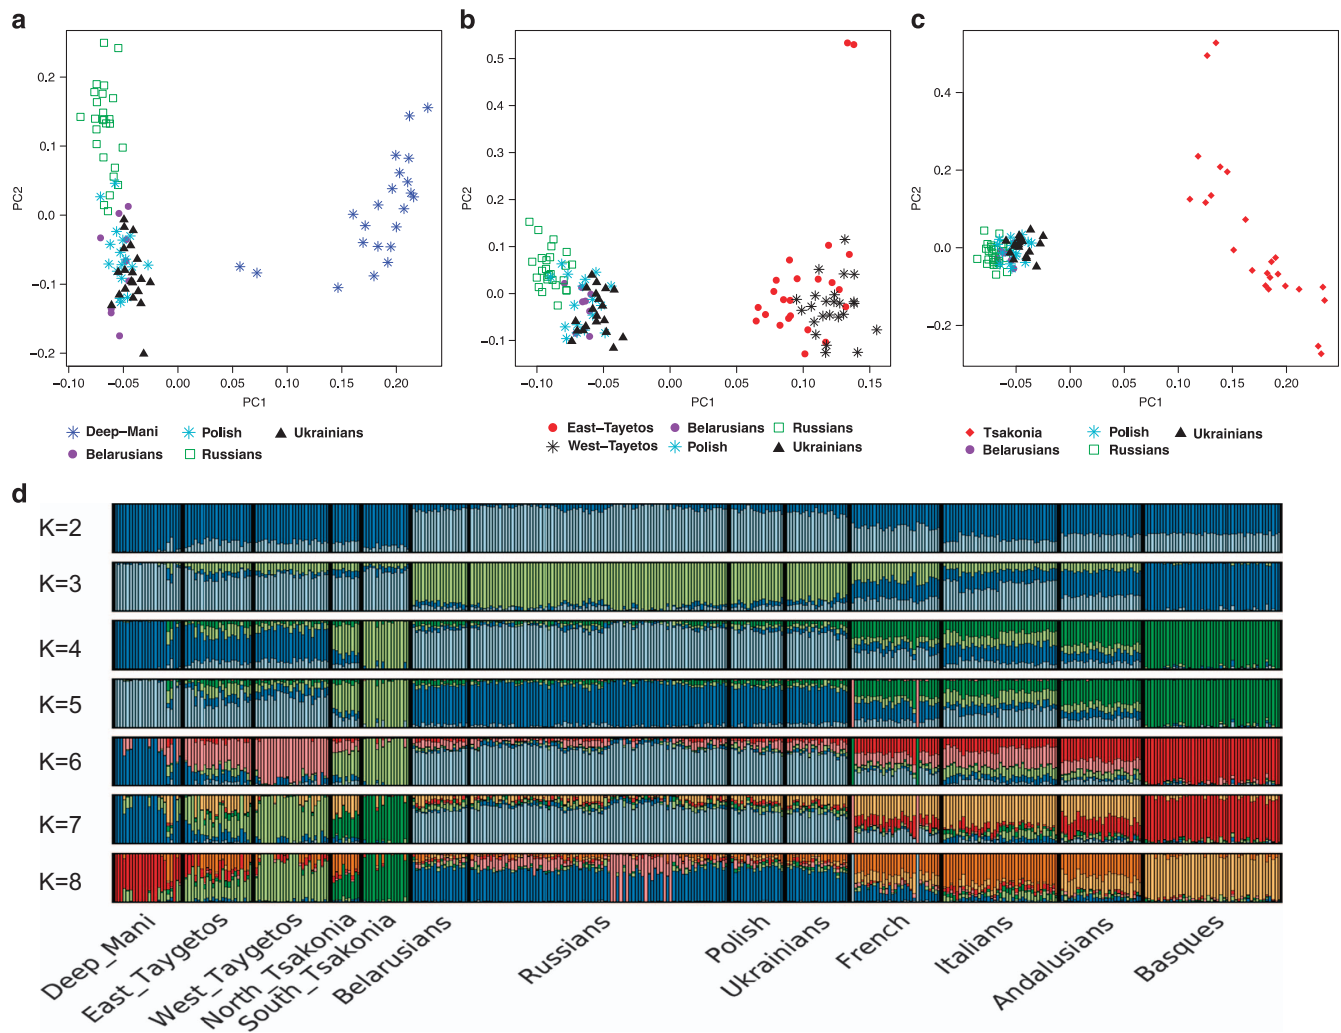 a
0.2
0.1
0.0
−0.1
−0.2
PC2
−0.10
−0.05
0.00
0.05
0.10
0.15
0.20
PC1
Deep−Mani
Polish
Ukrainians
Belarusians
Russians
b
0.5
0.4
0.3
0.2
0.1
0.0
−0.1
PC2
−0.10
−0.05
0.00
0.05
0.10
0.15
PC1
East−Tayetos
Belarusians
Russians
West−Tayetos
Polish
Ukrainians
c
0.4
0.2
0.0
−0.2
PC2
−0.05
0.00
0.05
0.10
0.15
0.20
PC1
Tsakonia
Polish
Ukrainians
Belarusians
Russians
d
K=2
K=3
K=4
K=5
K=6
K=7
K=8
Deep_Mani
East_Taygetos
West_Taygetos
North_Tsakonia
South_Tsakonia
Belarusians
Russians
Polish
Ukrainians
French
Italians
Andalusians
Basques